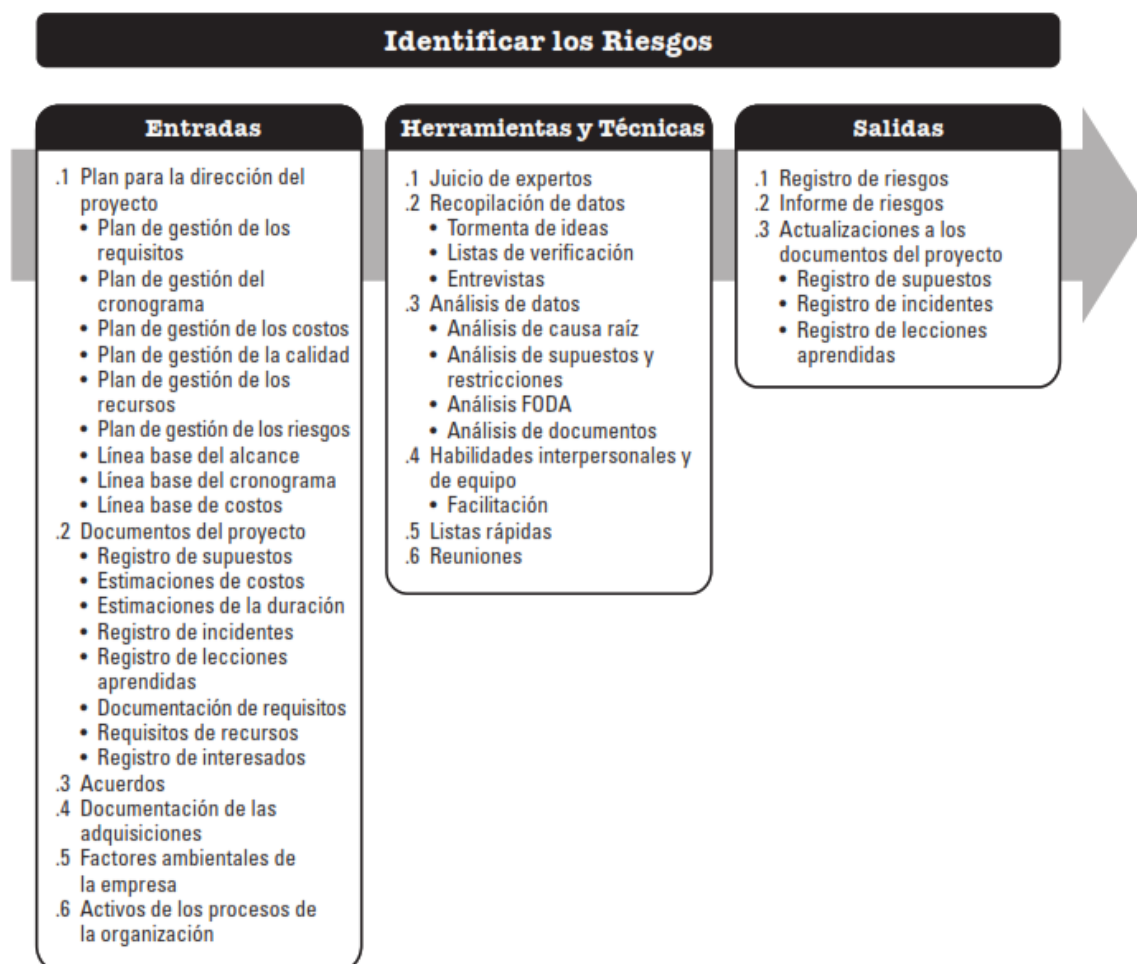 Identificar los Riesgos
Entradas
.1 Plan para la dirección del
proyecto
• Plan de gestión de los
requisitos
• Plan de gestión del
cronograma
• Plan de gestión de los costos
• Plan de gestión de la calidad
• Plan de gestión de los
recursos
• Plan de gestión de los riesgos
• Línea base del alcance
• Línea base del cronograma
• Línea base de costos
.2 Documentos del proyecto
• Registro de supuestos
• Estimaciones de costos
• Estimaciones de la duración
• Registro de incidentes
• Registro de lecciones
aprendidas
• Documentación de requisitos
• Requisitos de recursos
• Registro de interesados
.3 Acuerdos
.4 Documentación de las
adquisiciones
.5 Factores ambientales de
la empresa
.6 Activos de los procesos de
la organización
Herramientas y Técnicas
.1 Juicio de expertos
.2 Recopilación de datos
• Tormenta de ideas
• Listas de verificación
• Entrevistas
.3 Análisis de datos
• Análisis de causa raíz
• Análisis de supuestos y
restricciones
• Análisis FODA
• Análisis de documentos
.4 Habilidades interpersonales y
de equipo
• Facilitación
.5 Listas rápidas
.6 Reuniones
Salidas
.1 Registro de riesgos
.2 Informe de riesgos
.3 Actualizaciones a los
documentos del proyecto
• Registro de supuestos
• Registro de incidentes
• Registro de lecciones
aprendidas